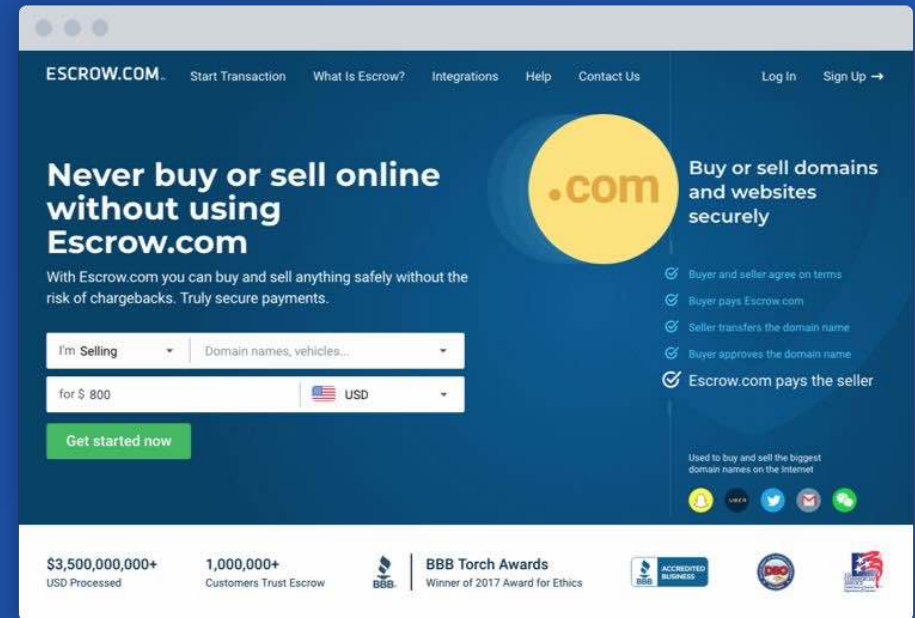 ESCROW.COM
Start Transaction
What Is Escrow?
Integrations
Help
Contact Us
Log In
Sign Up →
Never buy or sell online
without using
Escrow.com
With Escrow.com you can buy and sell anything safely without the
risk of chargebacks. Truly secure payments.
I'm Selling
Domain names, vehicles...
for $ 800
USD
Get started now
.com
Buy or sell domains
and websites
securely
Buyer and seller agree on terms
Buyer pays Escrow.com
Seller transfers the domain name
Buyer approves the domain name
Escrow.com pays the seller
Used to buy and sell the biggest
domain names on the Internet
UBER
$3,500,000,000+
USD Processed
1,000,000+
Customers Trust Escrow
BBB.
BBB Torch Awards
Winner of 2017 Award for Ethics
BBB
ACCREDITED
BUSINESS
DBO